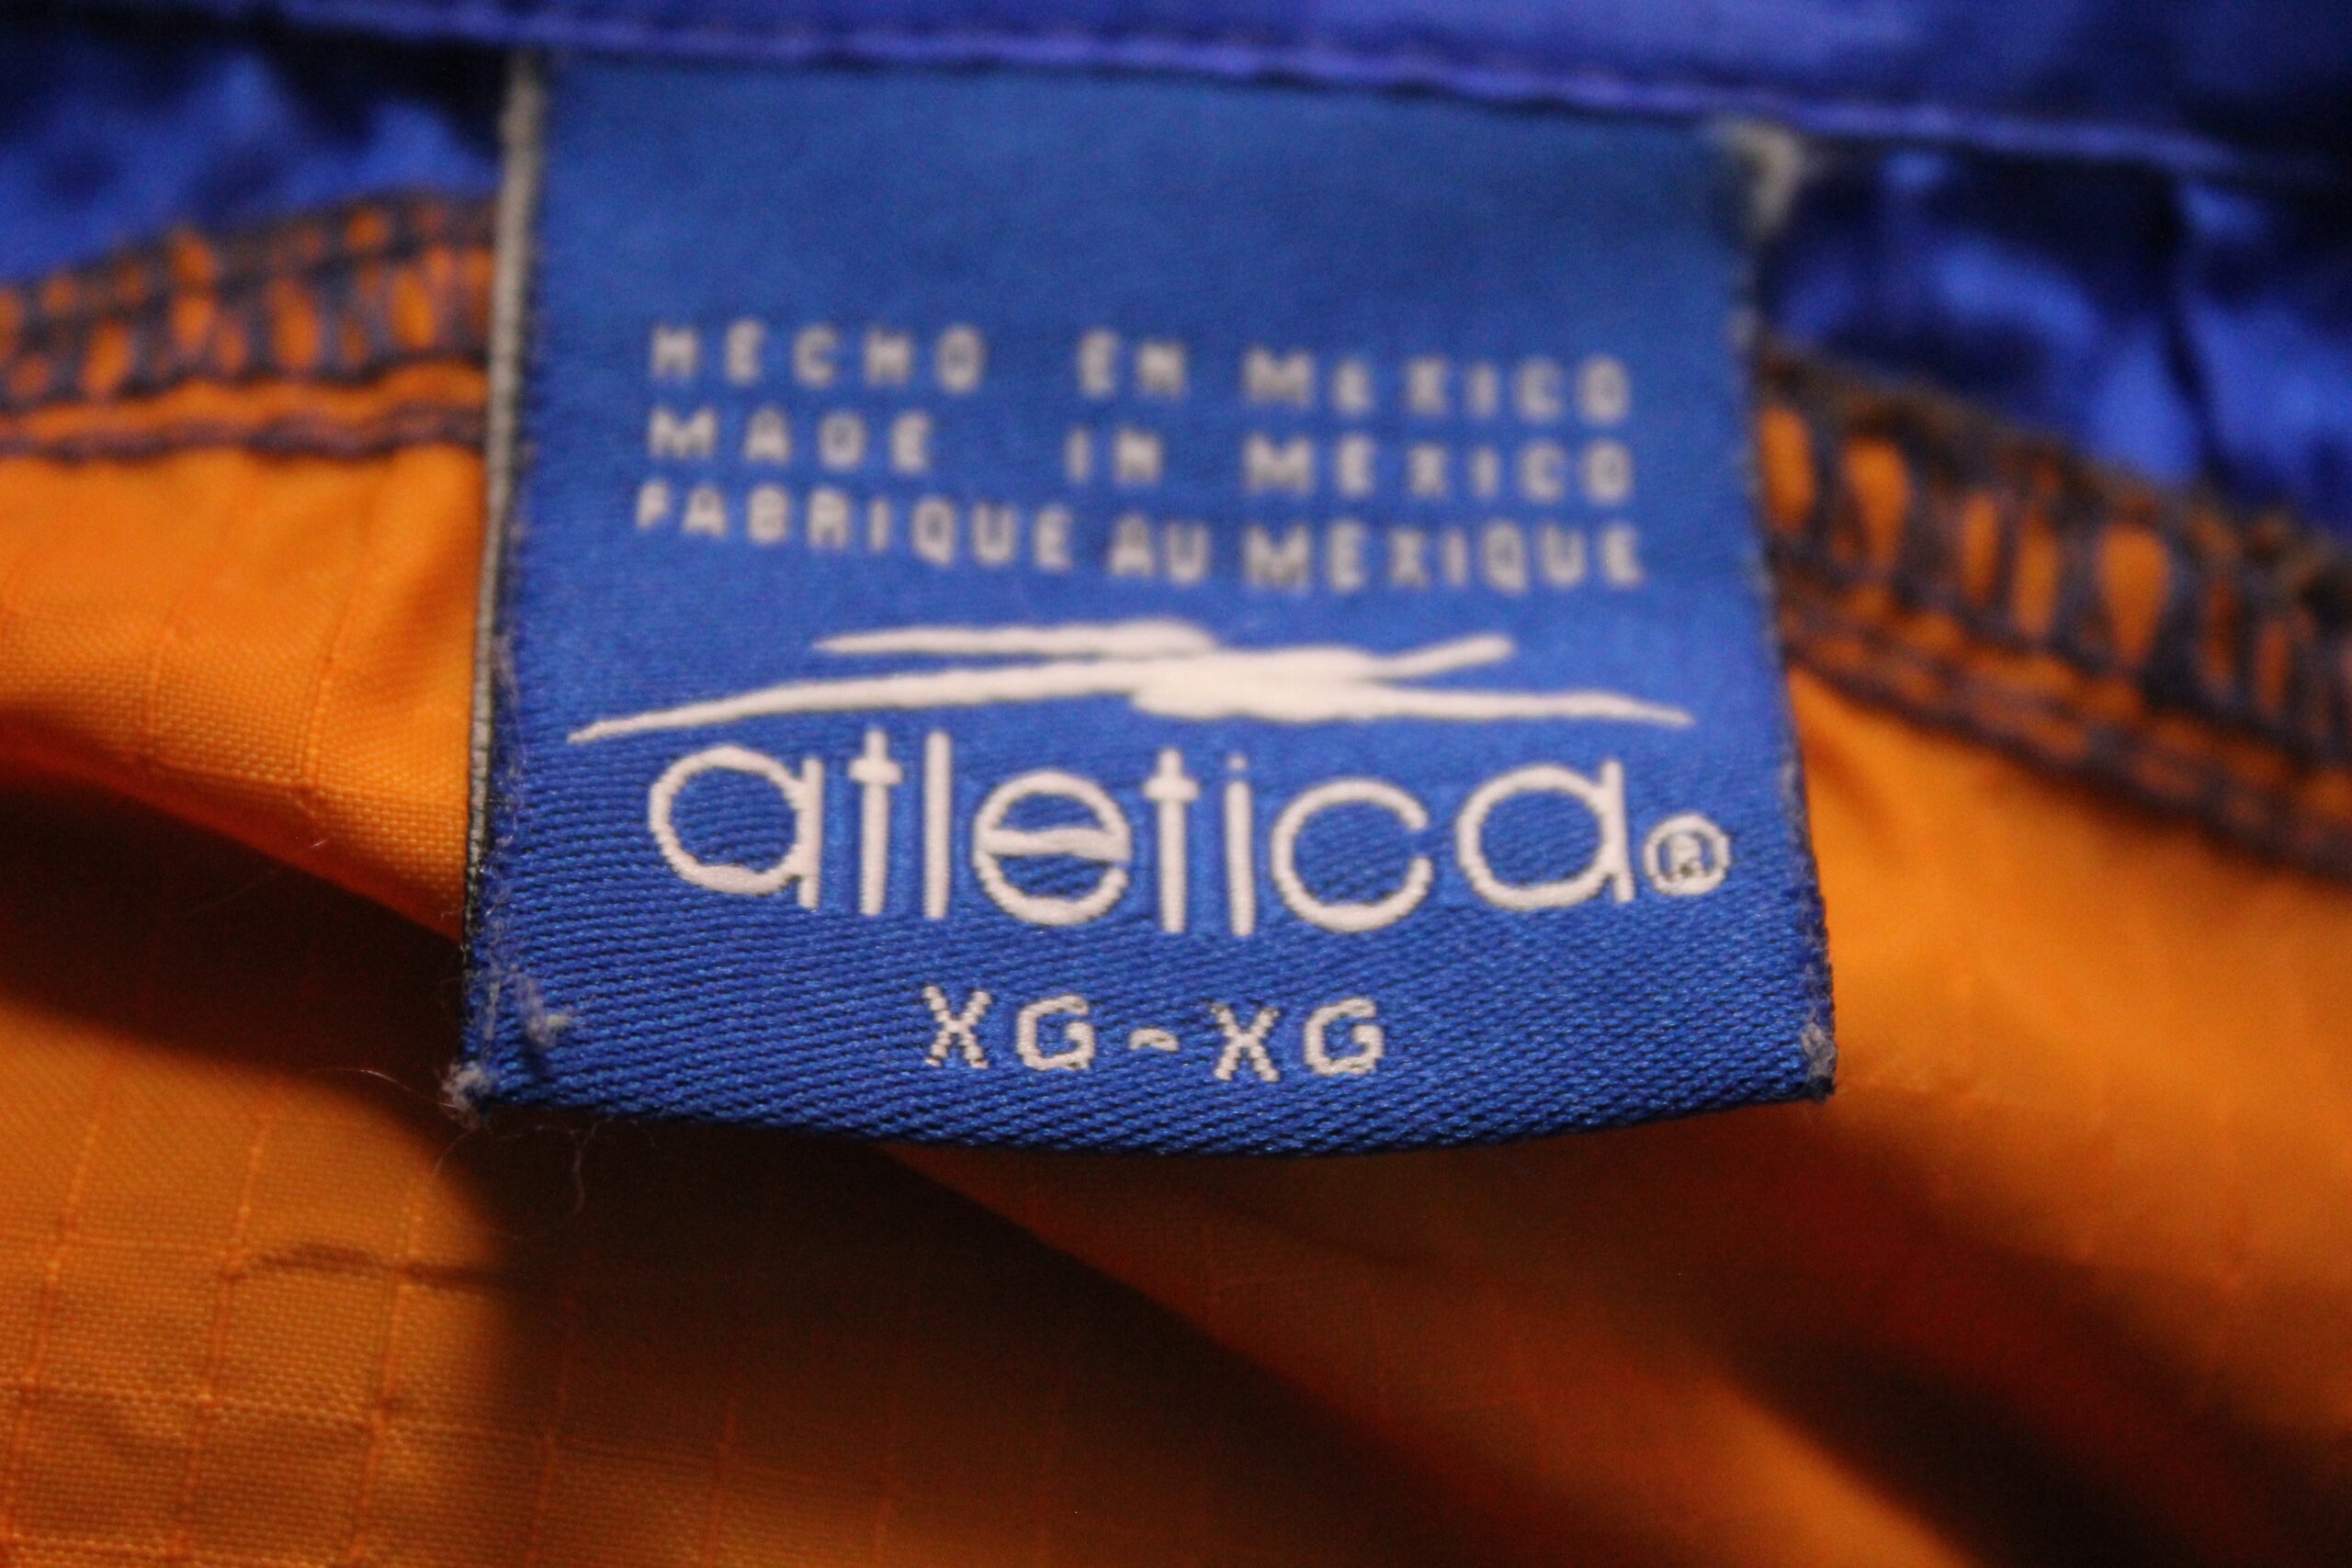 HECHO EN MEXICO
MADE IN MEXICO
FABRIQUE AU MEXIQUE
atletica®
XG-XG